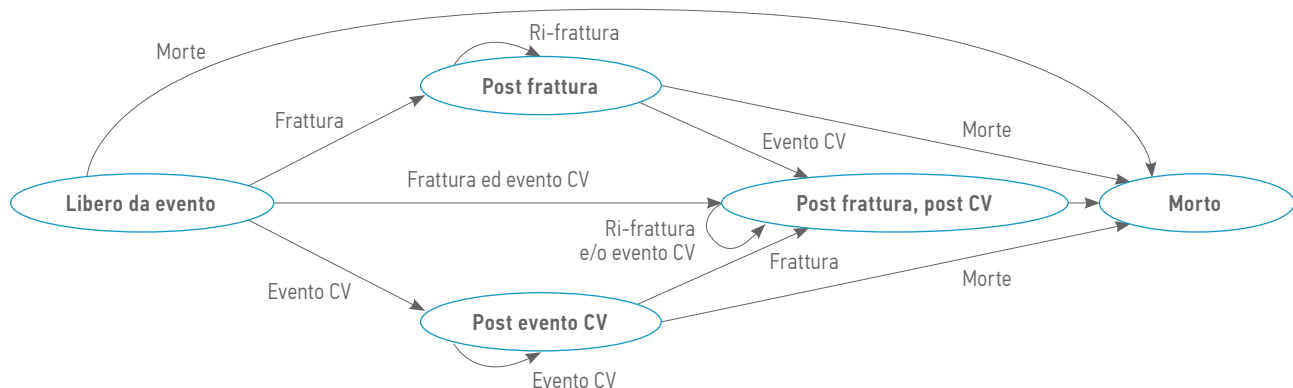 Morte
Ri-frattura
Post frattura
Frattura
Morte
Evento CV
Frattura ed evento CV
Libero da evento
Post frattura, post CV
Morto
Ri-frattura
e/o evento CV
Frattura
Morte
Evento CV
Post evento CV
Evento CV